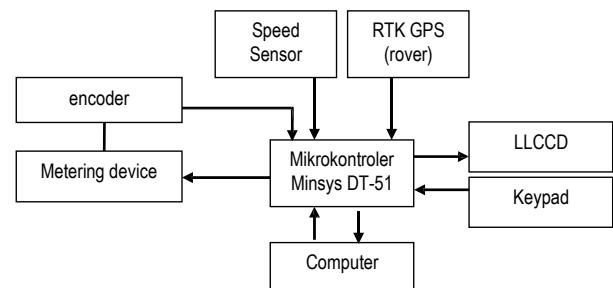 Speed
Sensor
RTK GPS
(rover)
encoder
Metering device
Mikrokontroler
Minsys DT-51
LLCCD
Keypad
Computer